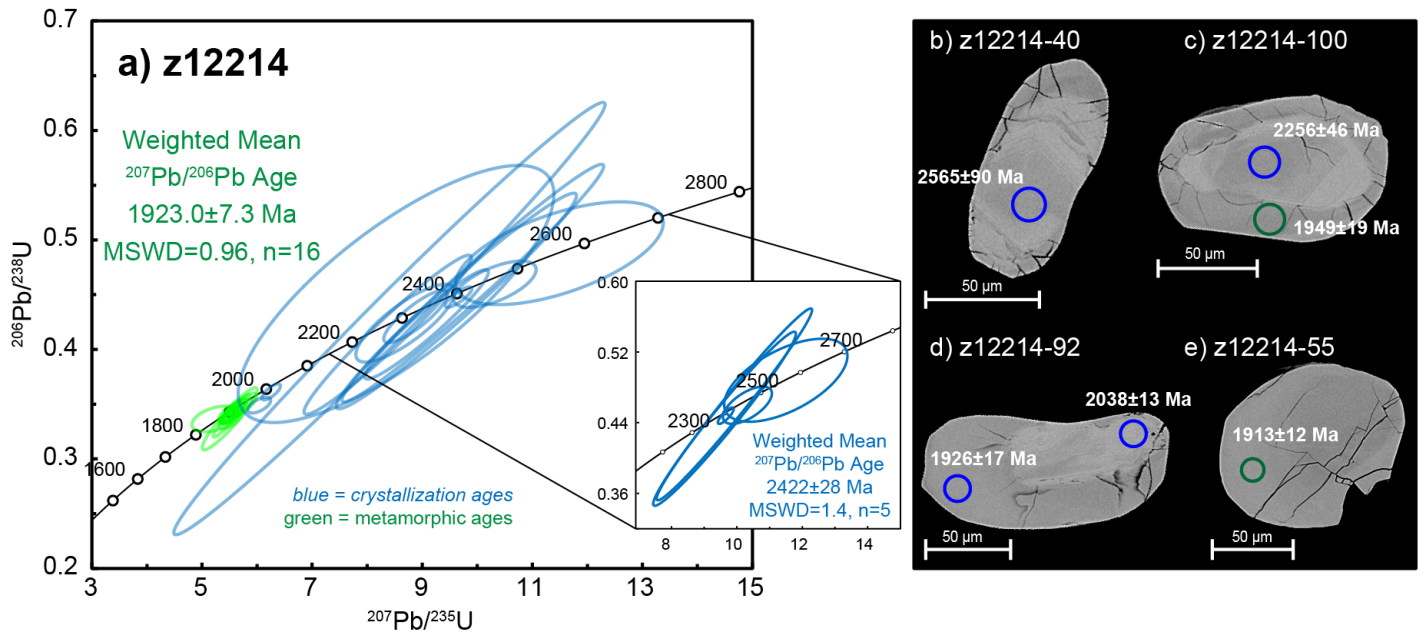 a) z12214
Weighted Mean
²⁰⁷Pb/²⁰⁶Pb Age
1923.0±7.3 Ma
MSWD=0.96, n=16
0.7
0.6
0.5
0.4
0.3
0.2
²⁰⁶Pb/²³⁸U
3
5
7
9
11
13
15
²⁰⁷Pb/²³⁵U
1600
1800
2000
2200
2400
2600
2800
blue = crystallization ages
green = metamorphic ages
0.60
0.52
0.44
0.36
8
10
12
14
2300
2500
2700
Weighted Mean
²⁰⁷Pb/²⁰⁶Pb Age
2422±28 Ma
MSWD=1.4, n=5
b) z12214-40
2565±90 Ma
50 µm
c) z12214-100
2256±46 Ma
1949±19 Ma
50 µm
d) z12214-92
2038±13 Ma
1926±17 Ma
50 µm
e) z12214-55
1913±12 Ma
50 µm